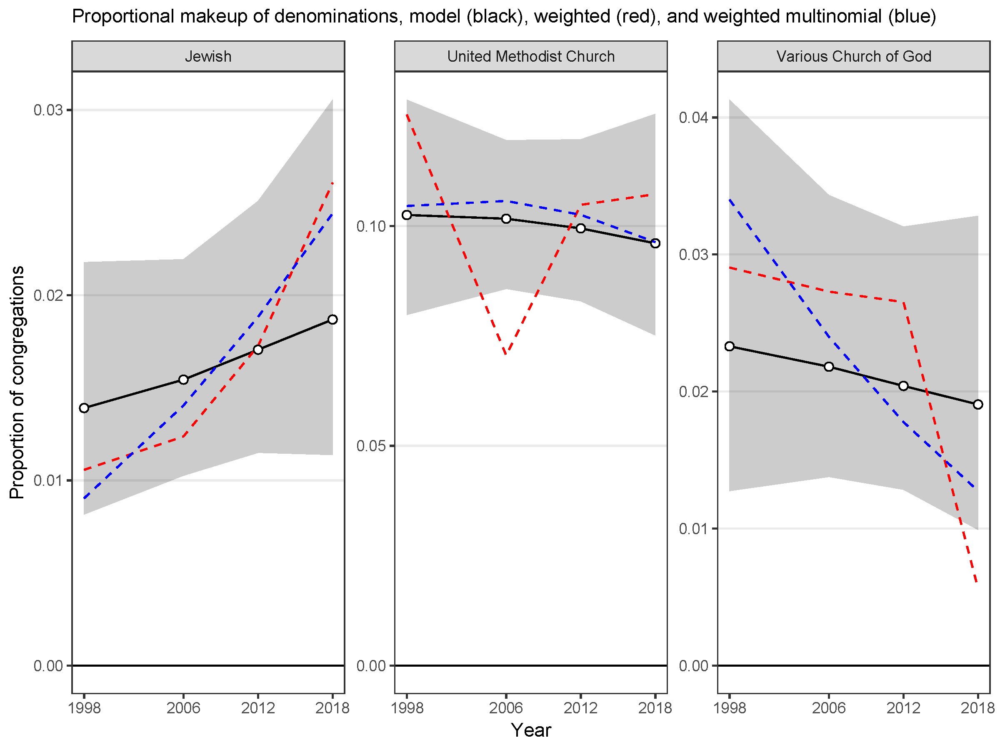 Proportional makeup of denominations, model (black), weighted (red), and weighted multinomial (blue)
Jewish
United Methodist Church
Various Church of God
Proportion of congregations
0.03
0.02
0.01
0.00
0.10
0.05
0.00
0.04
0.03
0.02
0.01
0.00
1998 2006 2012 2018
1998 2006 2012 2018
1998 2006 2012 2018
Year